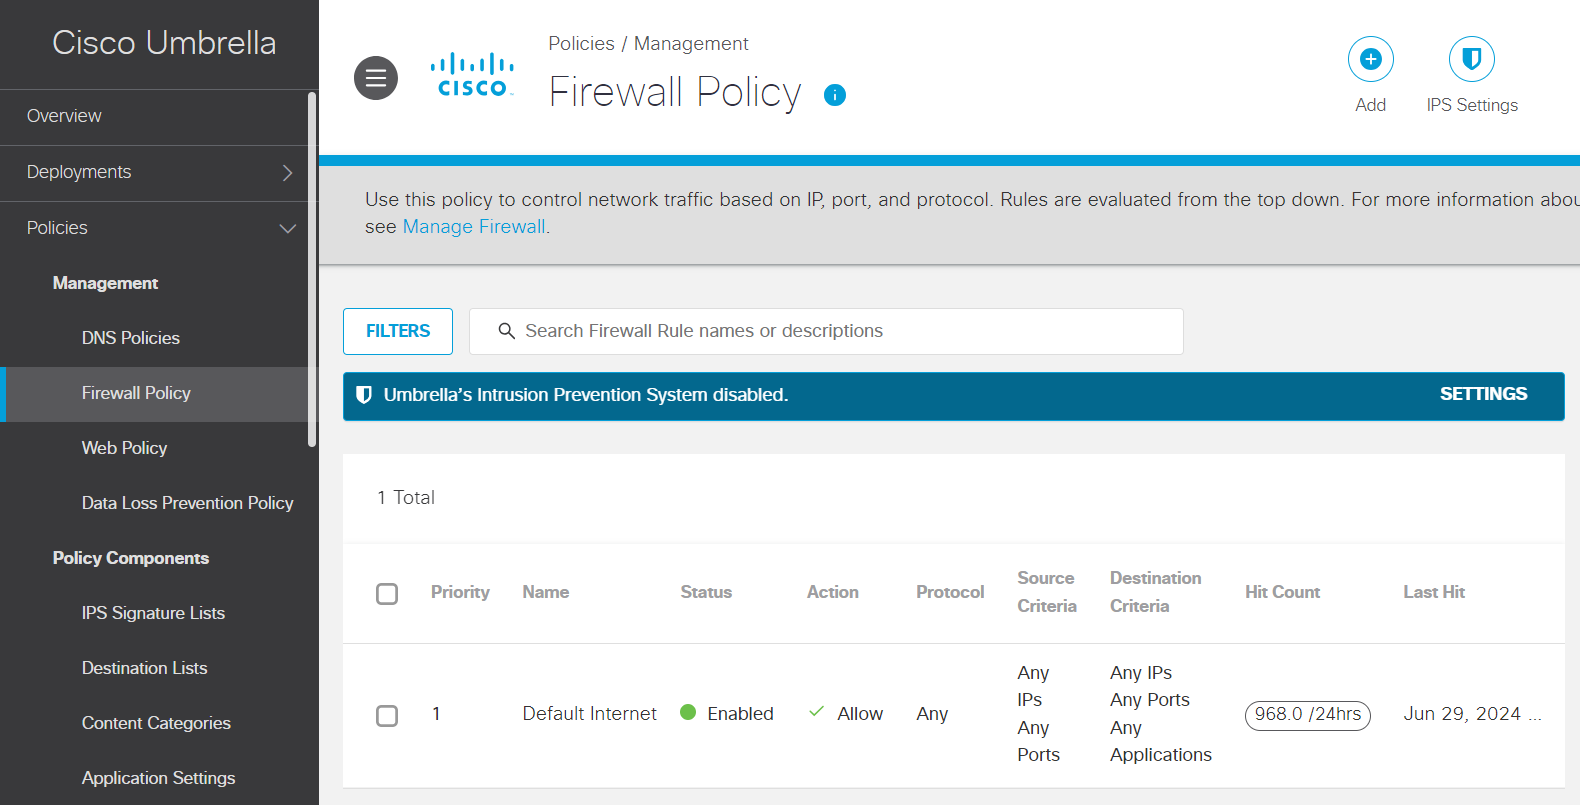 Cisco Umbrella
Overview
Deployments
Policies
Management
DNS Policies
Firewall Policy
Web Policy
Data Loss Prevention Policy
Policy Components
IPS Signature Lists
Destination Lists
Content Categories
Application Settings
CISCO
Policies / Management
Firewall Policy
i
Add
IPS Settings
Use this policy to control network traffic based on IP, port, and protocol. Rules are evaluated from the top down. For more information abou
see Manage Firewall.
FILTERS
Search Firewall Rule names or descriptions
Umbrella's Intrusion Prevention System disabled.
SETTINGS
1 Total
Priority
Name
Status
Action
Protocol
Source
Criteria
Destination
Criteria
Hit Count
Last Hit
1
Default Internet
Enabled
Allow
Any
Any
IPs
Any
Ports
Any IPs
Any Ports
Any
Applications
968.0 /24hrs
Jun 29, 2024 ...